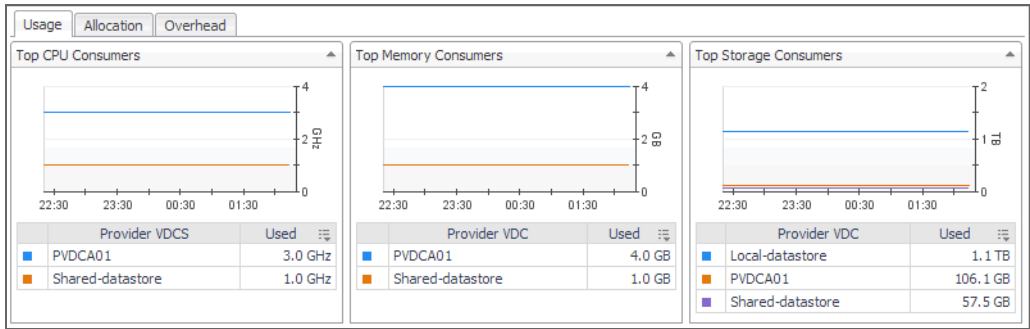 Usage Allocation Overhead
Top CPU Consumers
4
2
0
GHz
22:30 23:30 00:30 01:30
Provider VDCS Used
PVDCA01 3.0 GHz
Shared-datastore 1.0 GHz
Top Memory Consumers
4
2
0
GB
22:30 23:30 00:30 01:30
Provider VDC Used
PVDCA01 4.0 GB
Shared-datastore 1.0 GB
Top Storage Consumers
2
1
0
TB
22:30 23:30 00:30 01:30
Provider VDC Used
Local-datastore 1.1 TB
PVDCA01 106.1 GB
Shared-datastore 57.5 GB